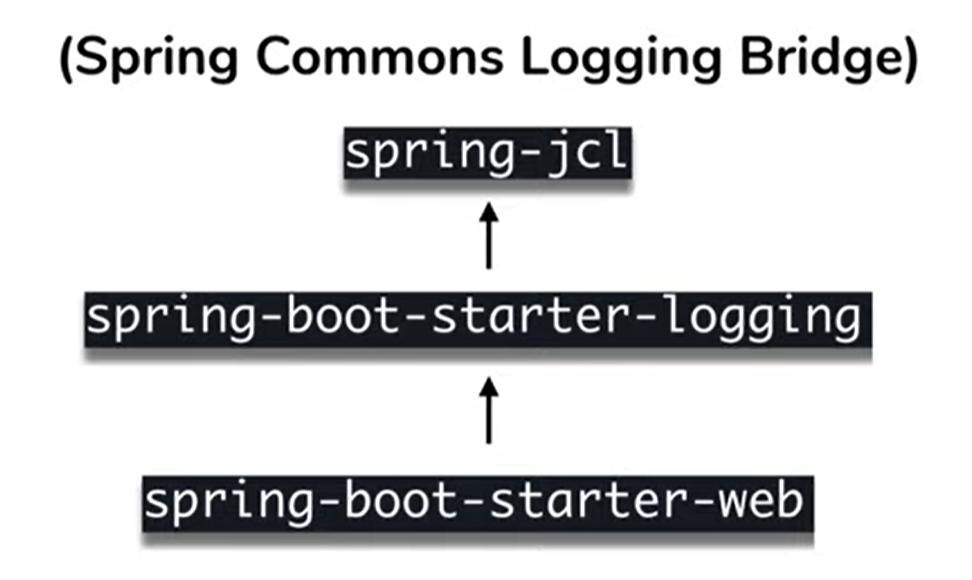 (Spring Commons Logging Bridge)
spring-jcl
spring-boot-starter-logging
spring-boot-starter-web